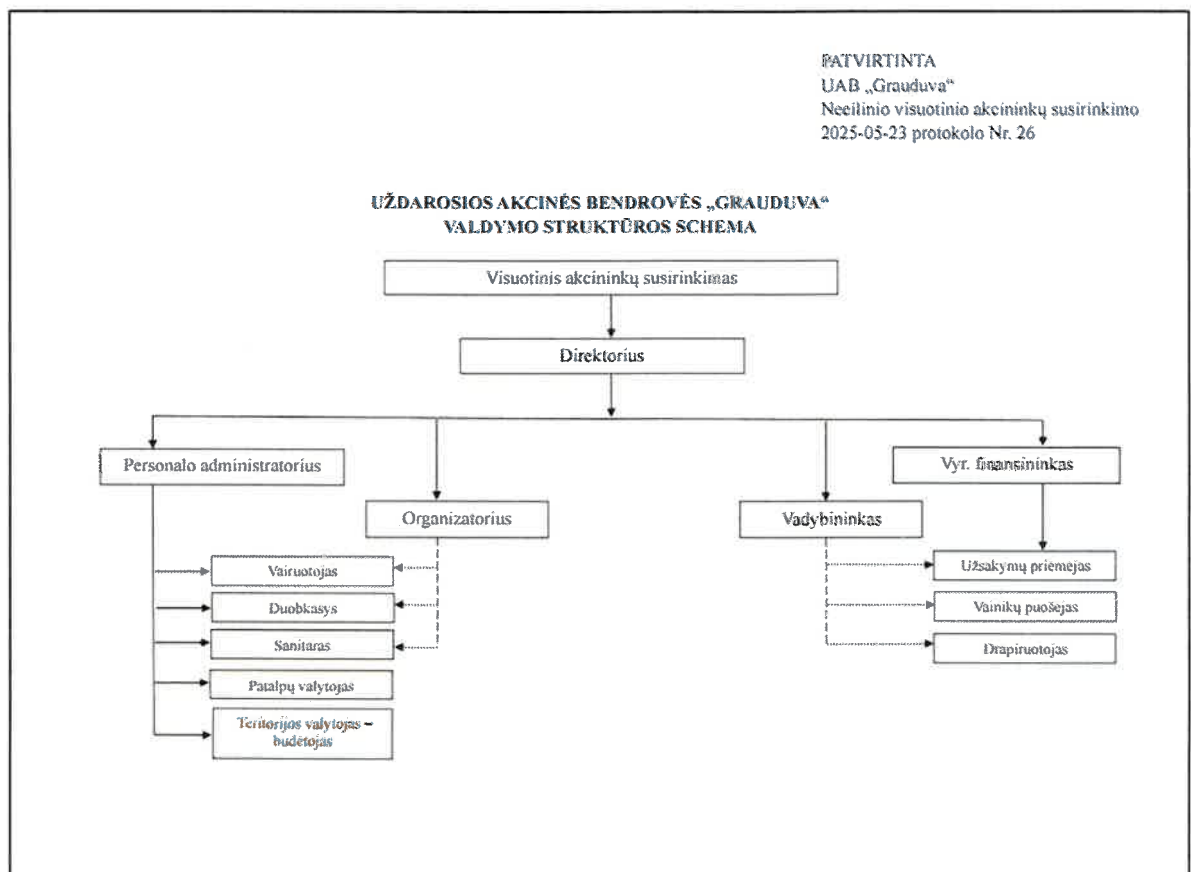 PATVIRTINTA
UAB „Grauduva“
Neeilinio visuotinio akcininkų susirinkimo
2025-05-23 protokolo Nr. 26
UŽDAROSIOS AKCINĖS BENDROVĖS „GRAUDUVA“
VALDYMO STRUKTŪROS SCHEMA
Visuotinis akcininkų susirinkimas
Direktorius
Personalo administratorius
Vyr. finansininkas
Organizatorius
Vadybininkas
Vairuotojas
Užsakymų priėmėjas
Duobkasys
Vainikų puošėjas
Sanitaras
Drapiruotojas
Patalpų valytojas
Teritorijos valytojas –
budėtojas